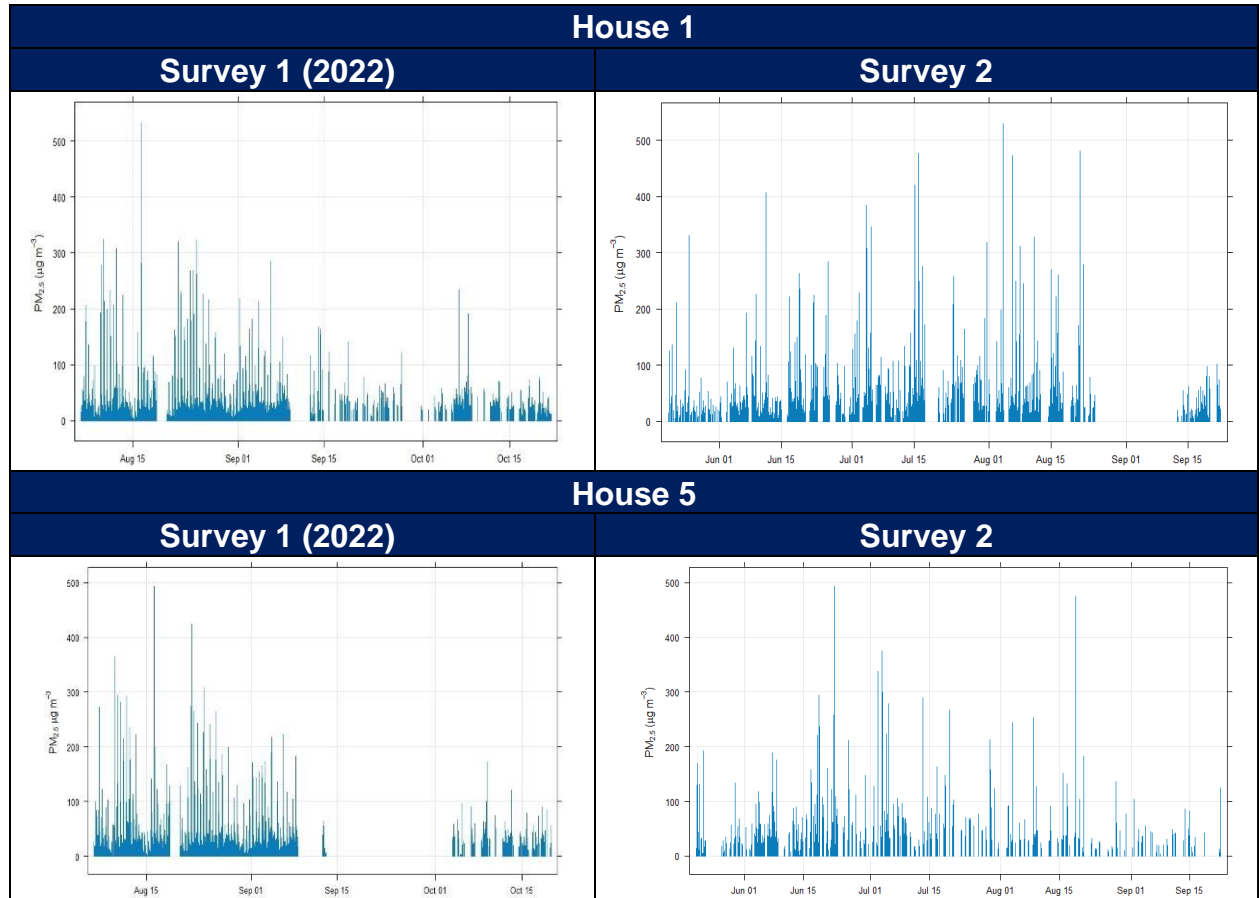 House 1
Survey 1 (2022) Survey 2
500
400
300
200
100
0
PM2.5 (µg m−3)
Aug 15 Sep 01 Sep 15 Oct 01 Oct 15
500
400
300
200
100
0
PM2.5 (µg m−3)
Jun 01 Jun 15 Jul 01 Jul 15 Aug 01 Aug 15 Sep 01 Sep 15
House 5
Survey 1 (2022) Survey 2
500
400
300
200
100
0
PM2.5 µg m−3)
Aug 15 Sep 01 Sep 15 Oct 01 Oct 15
500
400
300
200
100
0
PM2.5 (µg m−3)
Jun 01 Jun 15 Jul 01 Jul 15 Aug 01 Aug 15 Sep 01 Sep 15